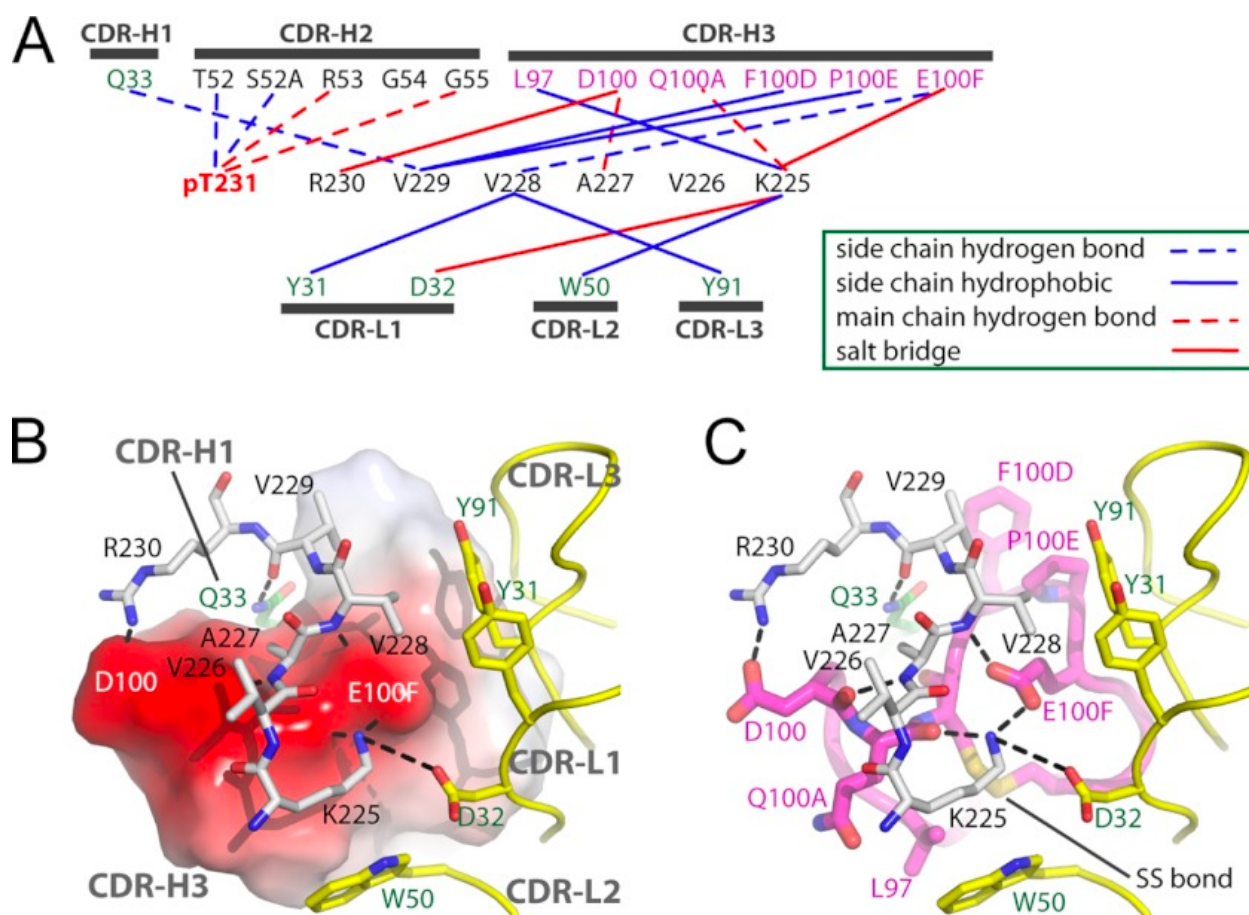 A
CDR-H1 CDR-H2 CDR-H3
Q33 T52 S52A R53 G54 G55 L97 D100 Q100A F100D P100E E100F
pT231 R230 V229 V228 A227 V226 K225
Y31 D32 W50 Y91
CDR-L1 CDR-L2 CDR-L3
side chain hydrogen bond
side chain hydrophobic
main chain hydrogen bond
salt bridge
B
CDR-H1
V229
CDR-L3
Y91
R230
Q33
Y31
A227
V226
V228
D100
E100F
CDR-L1
K225
D32
CDR-H3
W50
CDR-L2
C
F100D
V229
Y91
R230
P100E
Y31
Q33
A227
V226
V228
D100
E100F
Q100A
K225
D32
L97
SS bond
W50